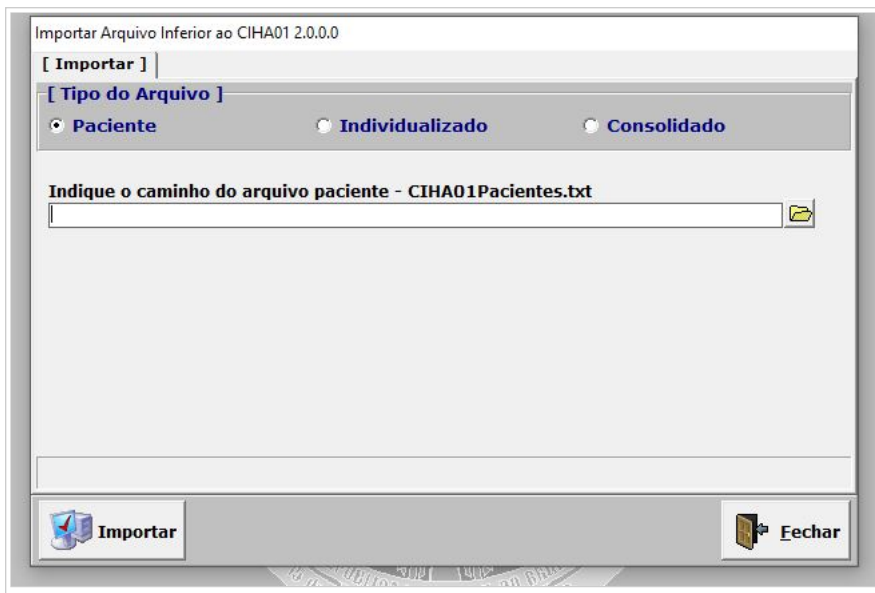 Importar Arquivo Inferior ao CIHA01 2.0.0.0
[ Importar ]
[ Tipo do Arquivo ]
Paciente Individualizado Consolidado
Indique o caminho do arquivo paciente - CIHA01Pacientes.txt
Importar Fechar